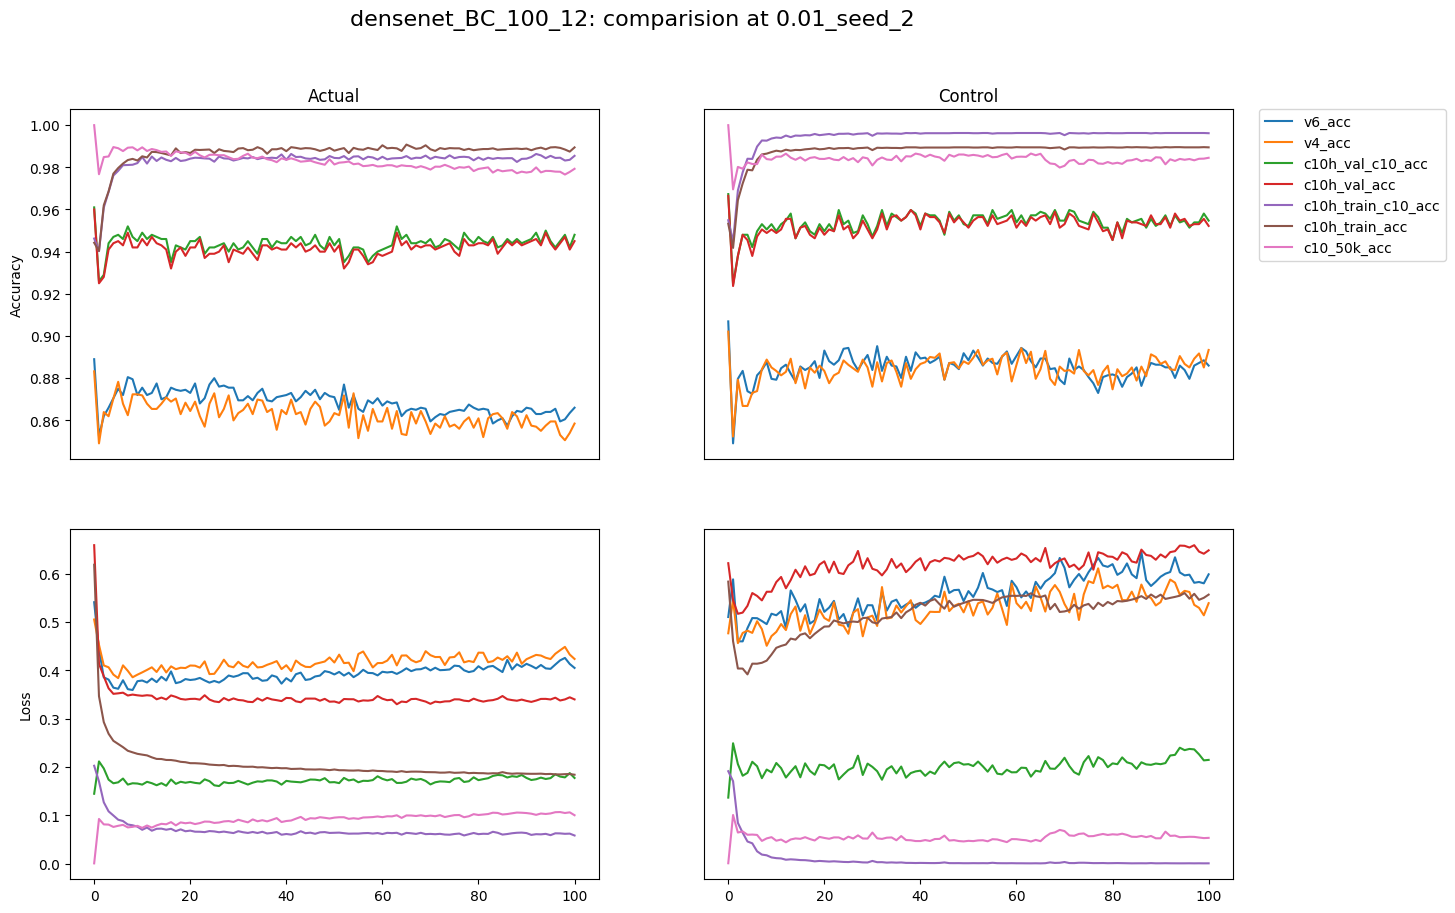 densenet_BC_100_12: comparision at 0.01_seed_2
Actual
Control
v6_acc
v4_acc
c10h_val_c10_acc
c10h_val_acc
c10h_train_c10_acc
c10h_train_acc
c10_50k_acc
Accuracy
1.00
0.98
0.96
0.94
0.92
0.90
0.88
0.86
Loss
0.6
0.5
0.4
0.3
0.2
0.1
0.0
0 20 40 60 80 100
0 20 40 60 80 100